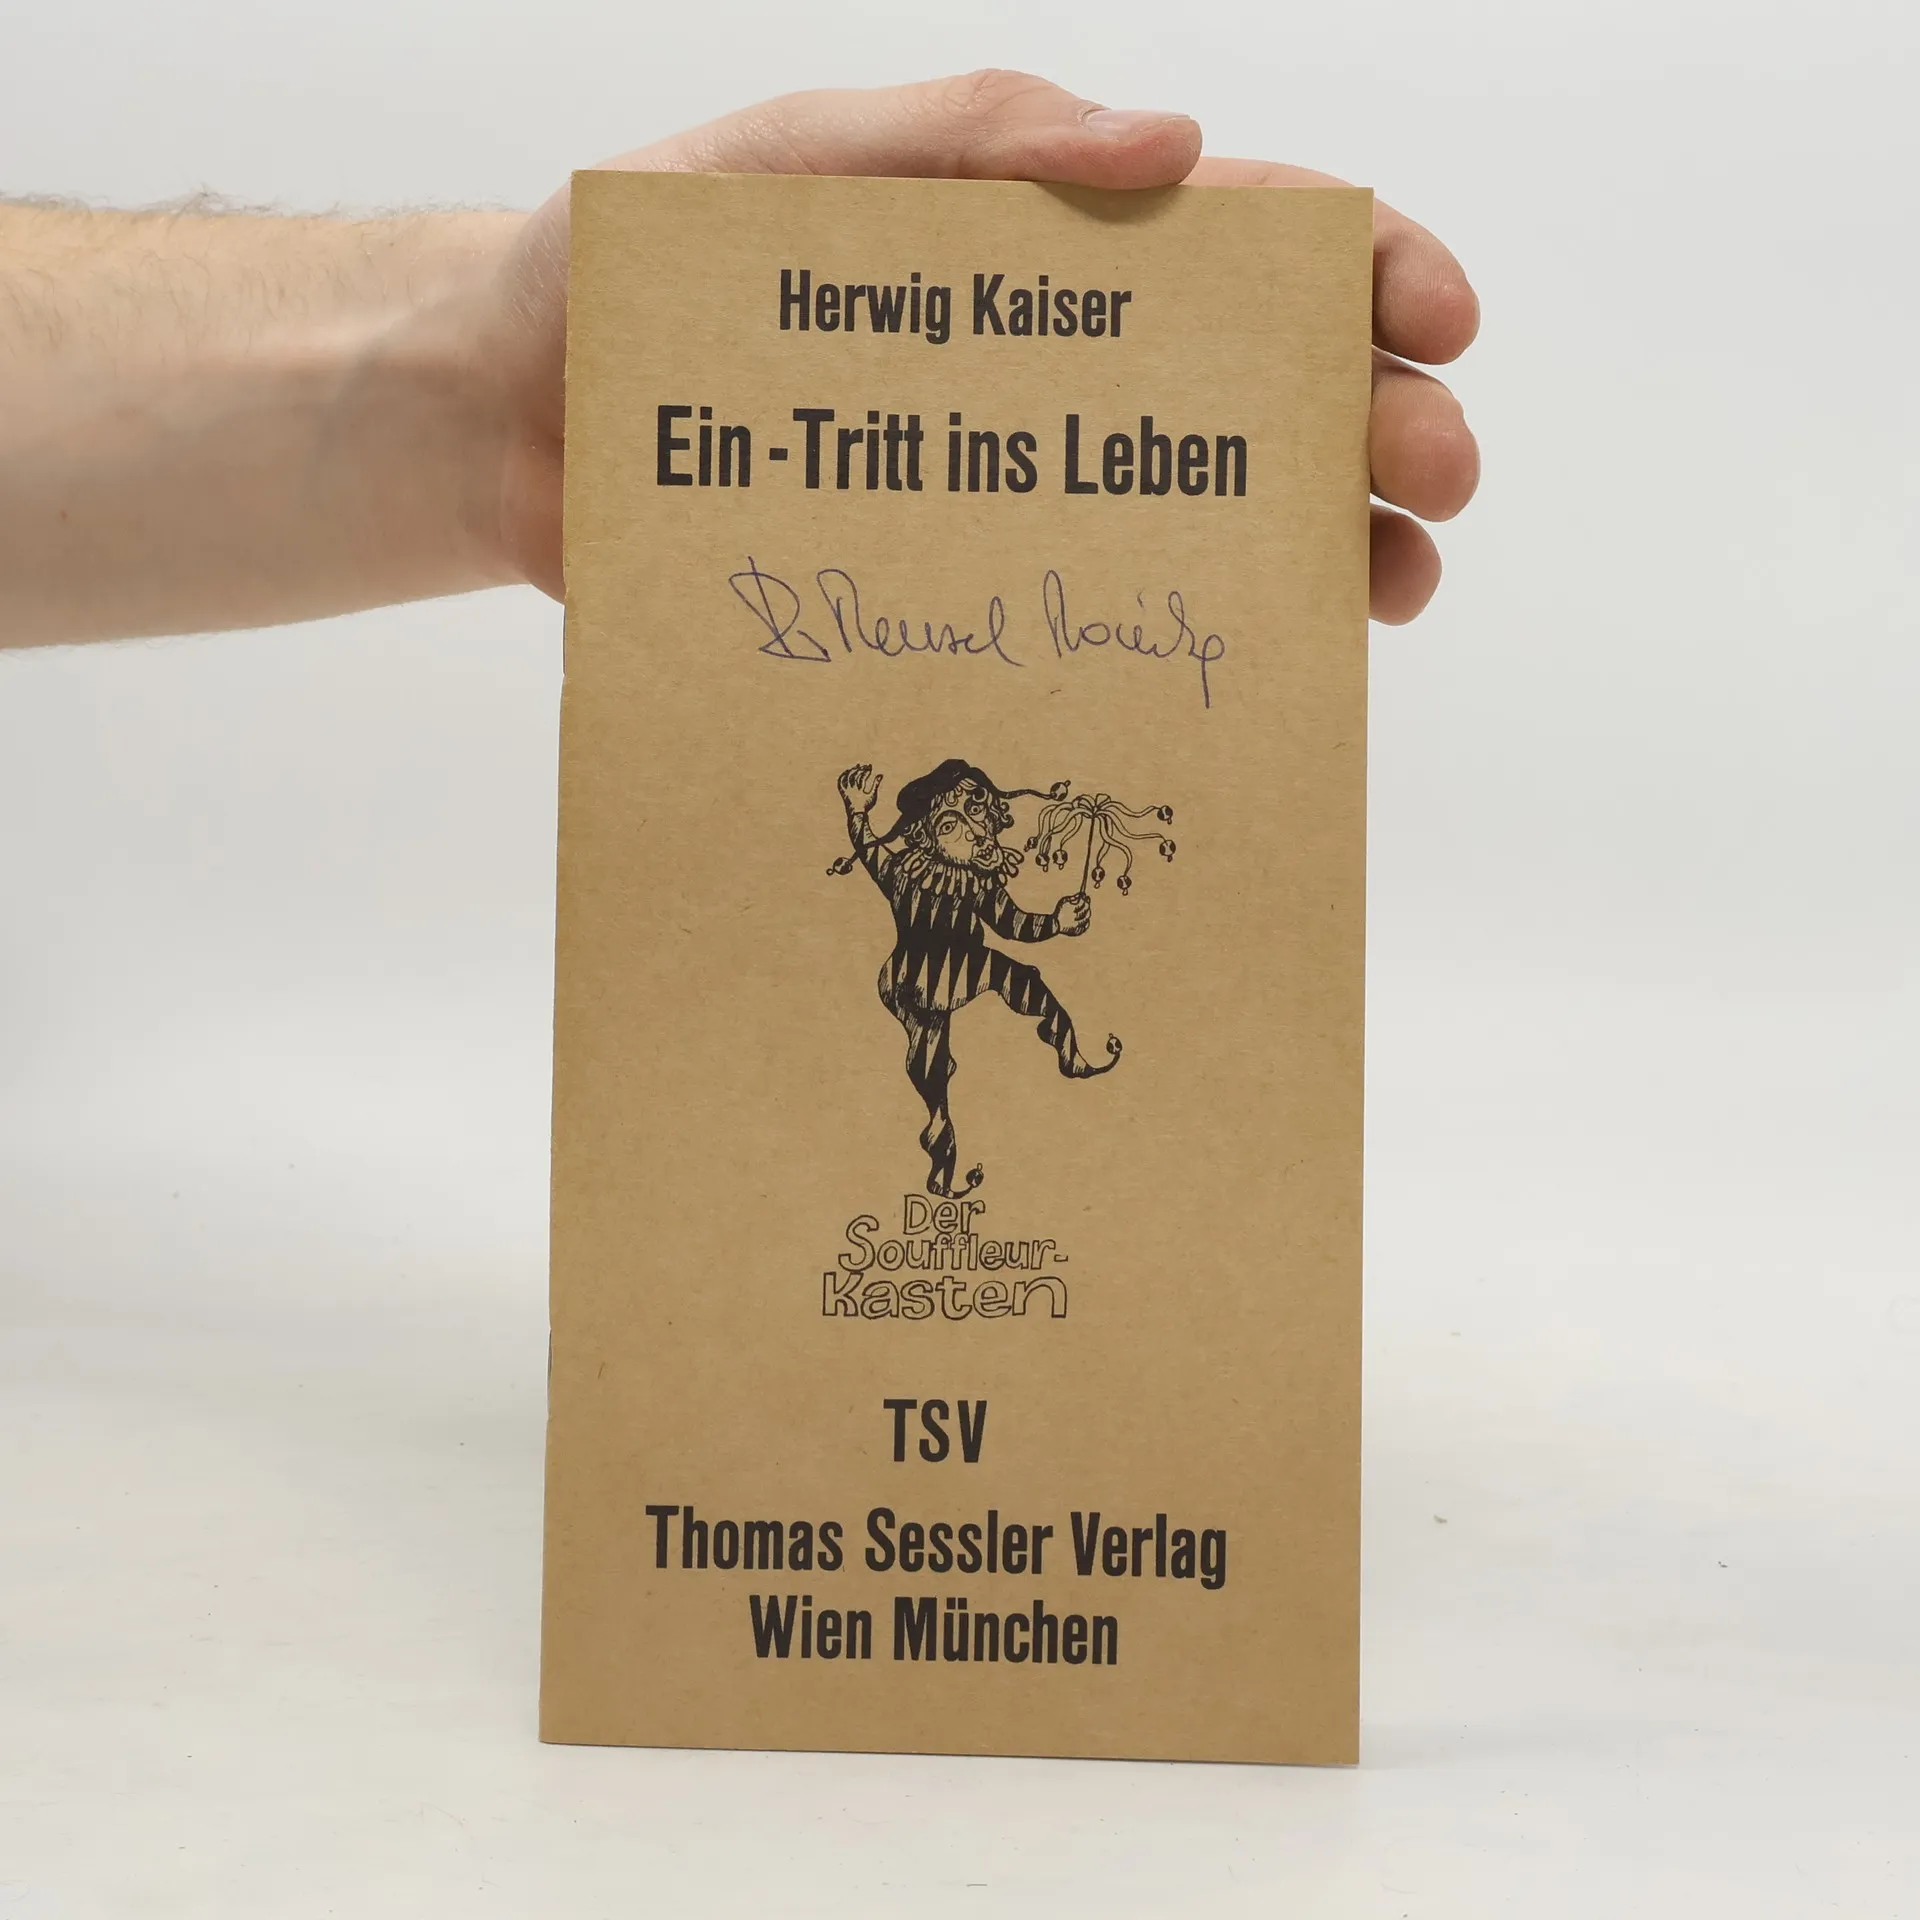 Herwig Kaiser
Ein-Tritt ins Leben
Der
Souffleur-
Kasten
TSV
Thomas Sessler Verlag
Wien München